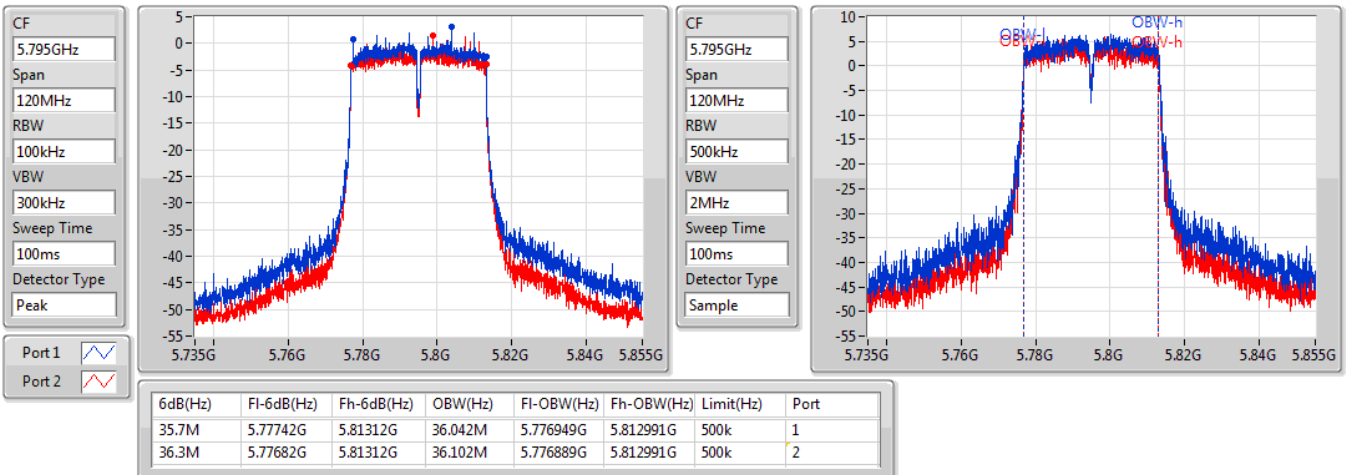 CF
5.795GHz
Span
120MHz
RBW
100kHz
VBW
300kHz
Sweep Time
100ms
Detector Type
Peak
Port 1
Port 2
5-
0-
-5-
-10-
-15-
-20-
-25-
-30-
-35-
-40-
-45-
-50-
-55-
5.735G 5.76G 5.78G 5.8G 5.82G 5.84G 5.855G
CF
5.795GHz
Span
120MHz
RBW
500kHz
VBW
2MHz
Sweep Time
100ms
Detector Type
Sample
10-
5-
0-
-5-
-10-
-15-
-20-
-25-
-30-
-35-
-40-
-45-
-50-
-55-
OBW-h
OBW-l
OBW-l OBW-h
5.735G 5.76G 5.78G 5.8G 5.82G 5.84G 5.855G
6dB(Hz) Fl-6dB(Hz) Fh-6dB(Hz) OBW(Hz) Fl-OBW(Hz) Fh-OBW(Hz) Limit(Hz) Port
35.7M 5.77742G 5.81312G 36.042M 5.776949G 5.812991G 500k 1
36.3M 5.77682G 5.81312G 36.102M 5.776889G 5.812991G 500k 2